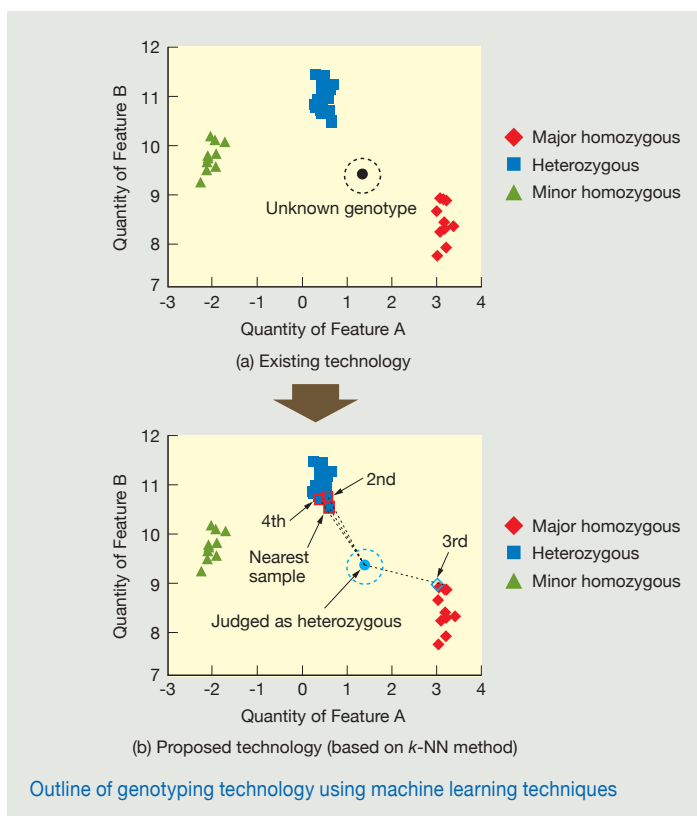 12
11
10
9
8
7
Quantity of Feature B
Unknown genotype
-3 -2 -1 0 1 2 3 4
Quantity of Feature A
Major homozygous
Heterozygous
Minor homozygous
(a) Existing technology
12
11
10
9
8
7
Quantity of Feature B
2nd
4th
Nearest
sample
3rd
Judged as heterozygous
-3 -2 -1 0 1 2 3 4
Quantity of Feature A
Major homozygous
Heterozygous
Minor homozygous
(b) Proposed technology (based on k-NN method)
Outline of genotyping technology using machine learning techniques